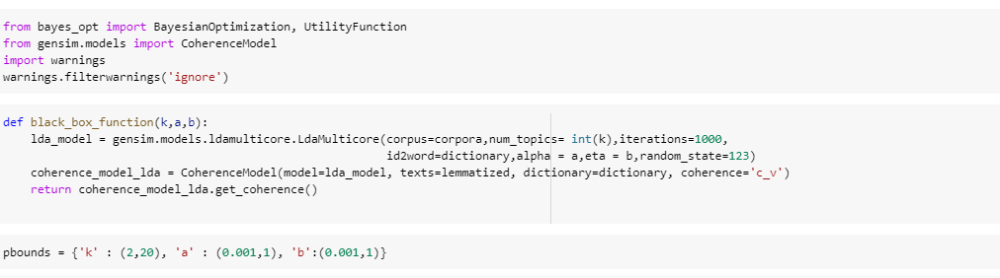 from bayes_opt import BayesianOptimization, UtilityFunction
from gensim.models import CoherenceModel
import warnings
warnings.filterwarnings('ignore')
def black_box_function(k,a,b):
    lda_model = gensim.models.ldamulticore.LdaMulticore(corpus=corpora,num_topics= int(k),iterations=1000,
                                                        id2word=dictionary,alpha = a,eta = b,random_state=123)
    coherence_model_lda = CoherenceModel(model=lda_model, texts=lemmatized, dictionary=dictionary, coherence='c_v')
    return coherence_model_lda.get_coherence()
pbounds = {'k' : (2,20), 'a' : (0.001,1), 'b':(0.001,1)}